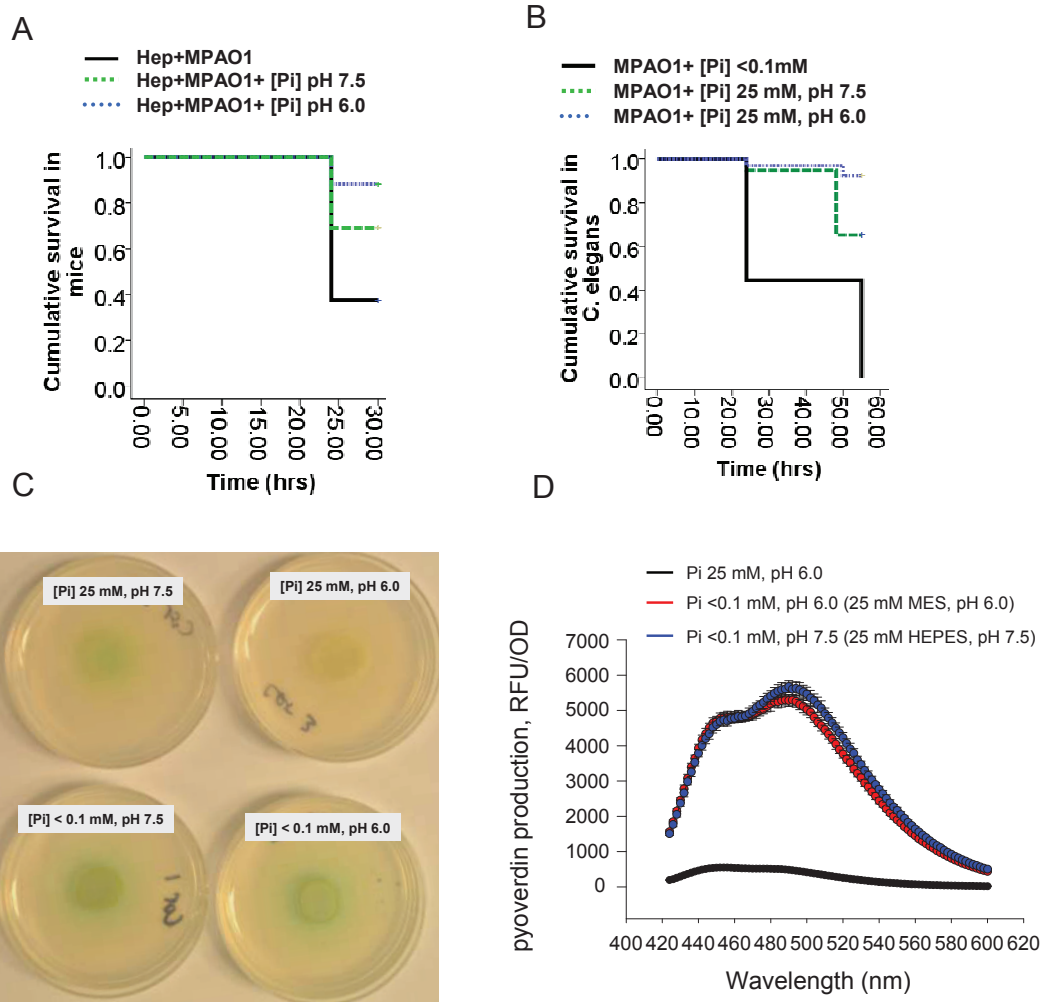 A
Hep+MPAO1
Hep+MPAO1+ [Pi] pH 7.5
Hep+MPAO1+ [Pi] pH 6.0
Cumulative survival in
mice
1.0
0.8
0.6
0.4
0.2
0.0
0.00
5.00
10.00
15.00
20.00
25.00
30.00
Time (hrs)
B
MPAO1+ [Pi] <0.1mM
MPAO1+ [Pi] 25 mM, pH 7.5
MPAO1+ [Pi] 25 mM, pH 6.0
Cumulative survival in
C. elegans
1.0
0.8
0.6
0.4
0.2
0.0
0.00
10.00
20.00
30.00
40.00
50.00
60.00
Time (hrs)
C
[Pi] 25 mM, pH 7.5
[Pi] 25 mM, pH 6.0
3
[Pi] < 0.1 mM, pH 7.5
[Pi] < 0.1 mM, pH 6.0
1
D
Pi 25 mM, pH 6.0
Pi <0.1 mM, pH 6.0 (25 mM MES, pH 6.0)
Pi <0.1 mM, pH 7.5 (25 mM HEPES, pH 7.5)
pyoverdin production, RFU/OD
7000
6000
5000
4000
3000
2000
1000
0
400 420 440 460 480 500 520 540 560 580 600 620
Wavelength (nm)